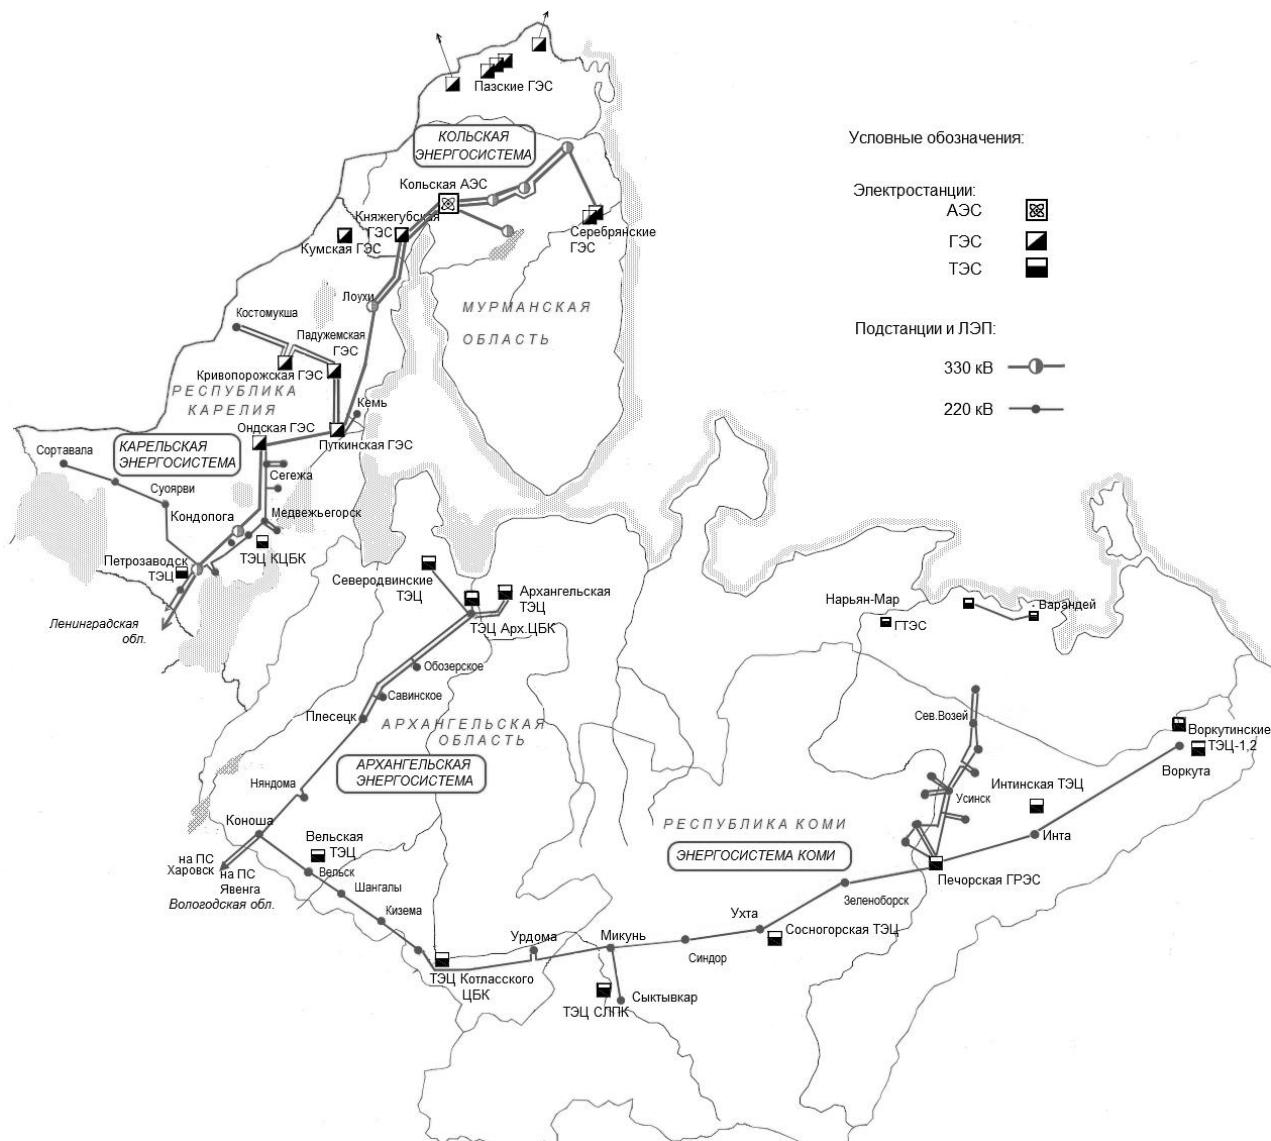 Пазские ГЭС
КОЛЬСКАЯ
ЭНЕРГОСИСТЕМА
Кольская АЭС
Княжегубская
ГЭС
Кумская ГЭС
Серебрянские
ГЭС
Условные обозначения:
Электростанции:
АЭС
ГЭС
ТЭС
Подстанции и ЛЭП:
330 кВ
220 кВ
Лоухи
МУРМАНСКАЯ
ОБЛАСТЬ
Костомукша
Падужемская
ГЭС
Кривопорожская ГЭС
РЕСПУБЛИКА
КАРЕЛИЯ
Кемь
Ондская ГЭС
Путкинская ГЭС
КАРЕЛЬСКАЯ
ЭНЕРГОСИСТЕМА
Сортавала
Суоярви
Сегежа
Кондопога
Медвежьегорск
ТЭЦ КЦБК
Петрозаводск
ТЭЦ
Ленинградская
обл.
Северодвинские
ТЭЦ
Архангельская
ТЭЦ
ТЭЦ Арх.ЦБК
Обозерское
Савинское
Плесецк
АРХАНГЕЛЬСКАЯ
ОБЛАСТЬ
АРХАНГЕЛЬСКАЯ
ЭНЕРГОСИСТЕМА
Няндома
Коноша
на ПС
Харовск
на ПС
Явенга
Вологодская обл.
Вельская
ТЭЦ
Вельск
Шангалы
Кизема
ТЭЦ Котласского
ЦБК
Урдома
Микунь
Сыктывкар
ТЭЦ СЛПК
Синдор
Ухта
Сосногорская ТЭЦ
Зеленоборск
РЕСПУБЛИКА КОМИ
ЭНЕРГОСИСТЕМА КОМИ
Печорская ГРЭС
Нарьян-Мар
ГТЭС
Варандей
Сев.Возей
Усинск
Интинская ТЭЦ
Инта
Воркутинские
ТЭЦ-1,2
Воркута